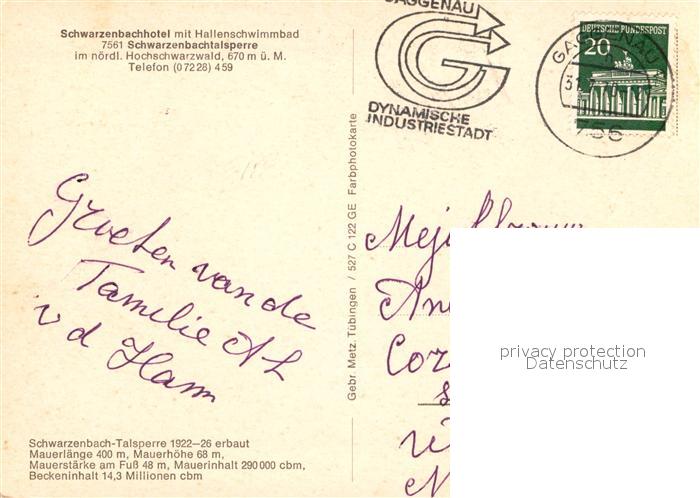 Schwarzenbachhotel mit Hallenschwimmbad
7561 Schwarzenbachtalsperre
im nördl. Hochschwarzwald, 670 m ü. M.
Telefon (07228) 459
GAGGENAU
DYNAMISCHE
INDUSTRIESTADT
DEUTSCHE BUNDESPOST
20
GAGGENAU
756
Gebr. Metz, Tübingen / 527 C 122 GE Farbphotokarte
Groeten van de
Familie A L
v d Ham
privacy protection
Datenschutz
Schwarzenbach-Talsperre 1922–26 erbaut
Mauerlänge 400 m, Mauerhöhe 68 m,
Mauerstärke am Fuß 48 m, Mauerinhalt 290 000 cbm,
Beckeninhalt 14,3 Millionen cbm